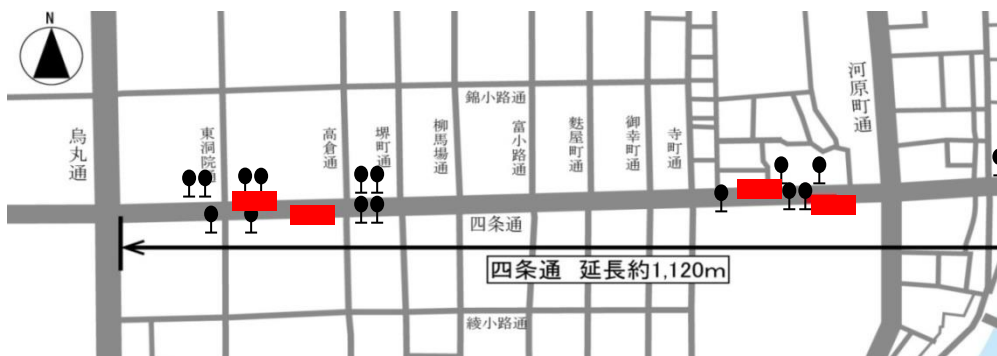 N
錦小路通
河原町通
烏丸通
東洞院通
高倉通
堺町通
柳馬場通
富小路通
麩屋町通
御幸町通
寺町通
四条通
四条通 延長約1,120m
綾小路通